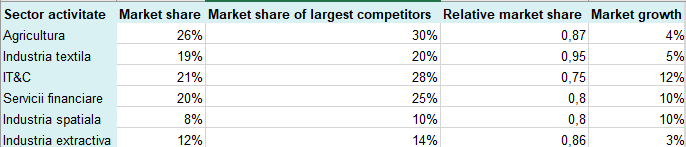 Sector activitate Market share Market share of largest competitors Relative market share Market growth
Agricultura 26% 30% 0,87 4%
Industria textila 19% 20% 0,95 5%
IT&C 21% 28% 0,75 12%
Servicii financiare 20% 25% 0,8 10%
Industria spatiala 8% 10% 0,8 10%
Industria extractiva 12% 14% 0,86 3%